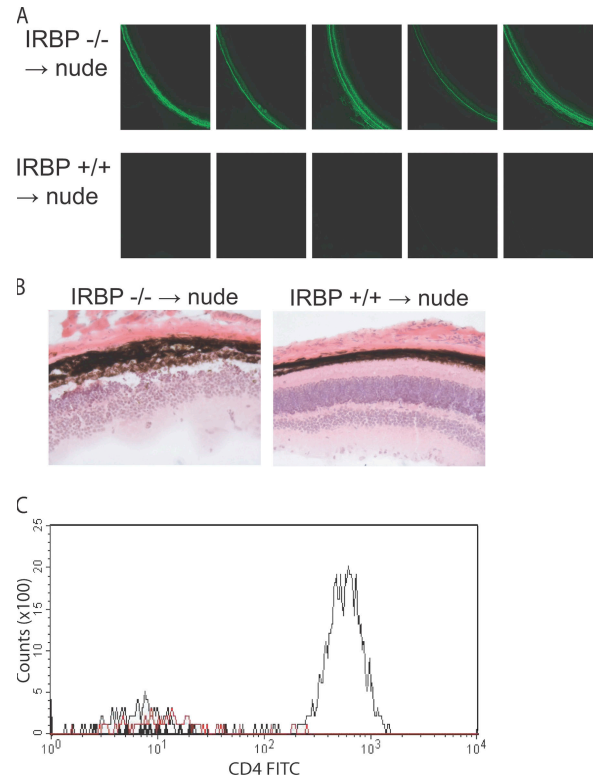 A
IRBP -/-
→ nude
IRBP +/+
→ nude
B
IRBP -/- → nude
IRBP +/+ → nude
C
Counts (x100)
25
20
15
10
5
0
10^0
10^1
10^2
10^3
10^4
CD4 FITC